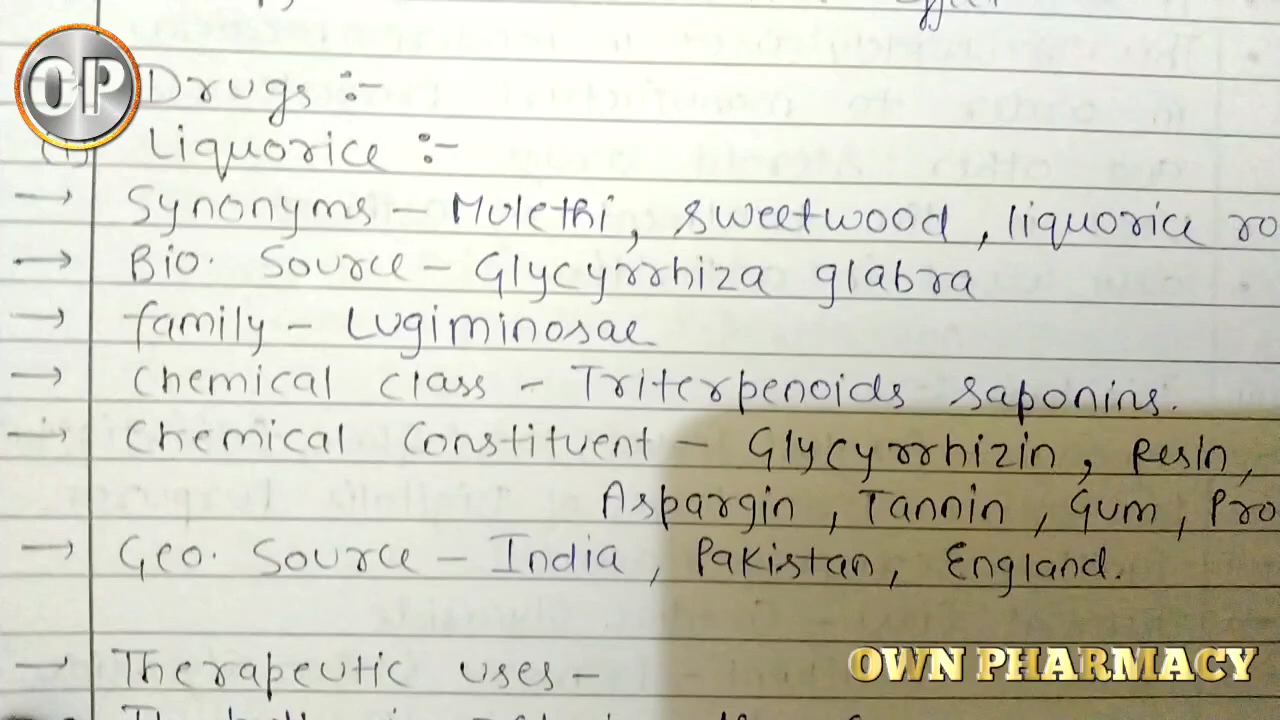 OP
Drugs :-
(1) Liquorice :-
→ Synonyms - Mulethi, sweetwood, liquorice ro
→ Bio. Source - Glycyrrhiza glabra
→ family - Lugiminosae
→ Chemical class - Triterpenoids saponins.
→ Chemical Constituent - Glycyrrhizin, Resin,
Aspargin, Tannin, Gum, Pro
→ Geo. Source - India, Pakistan, England.
→ Therapeutic uses -
OWN PHARMACY